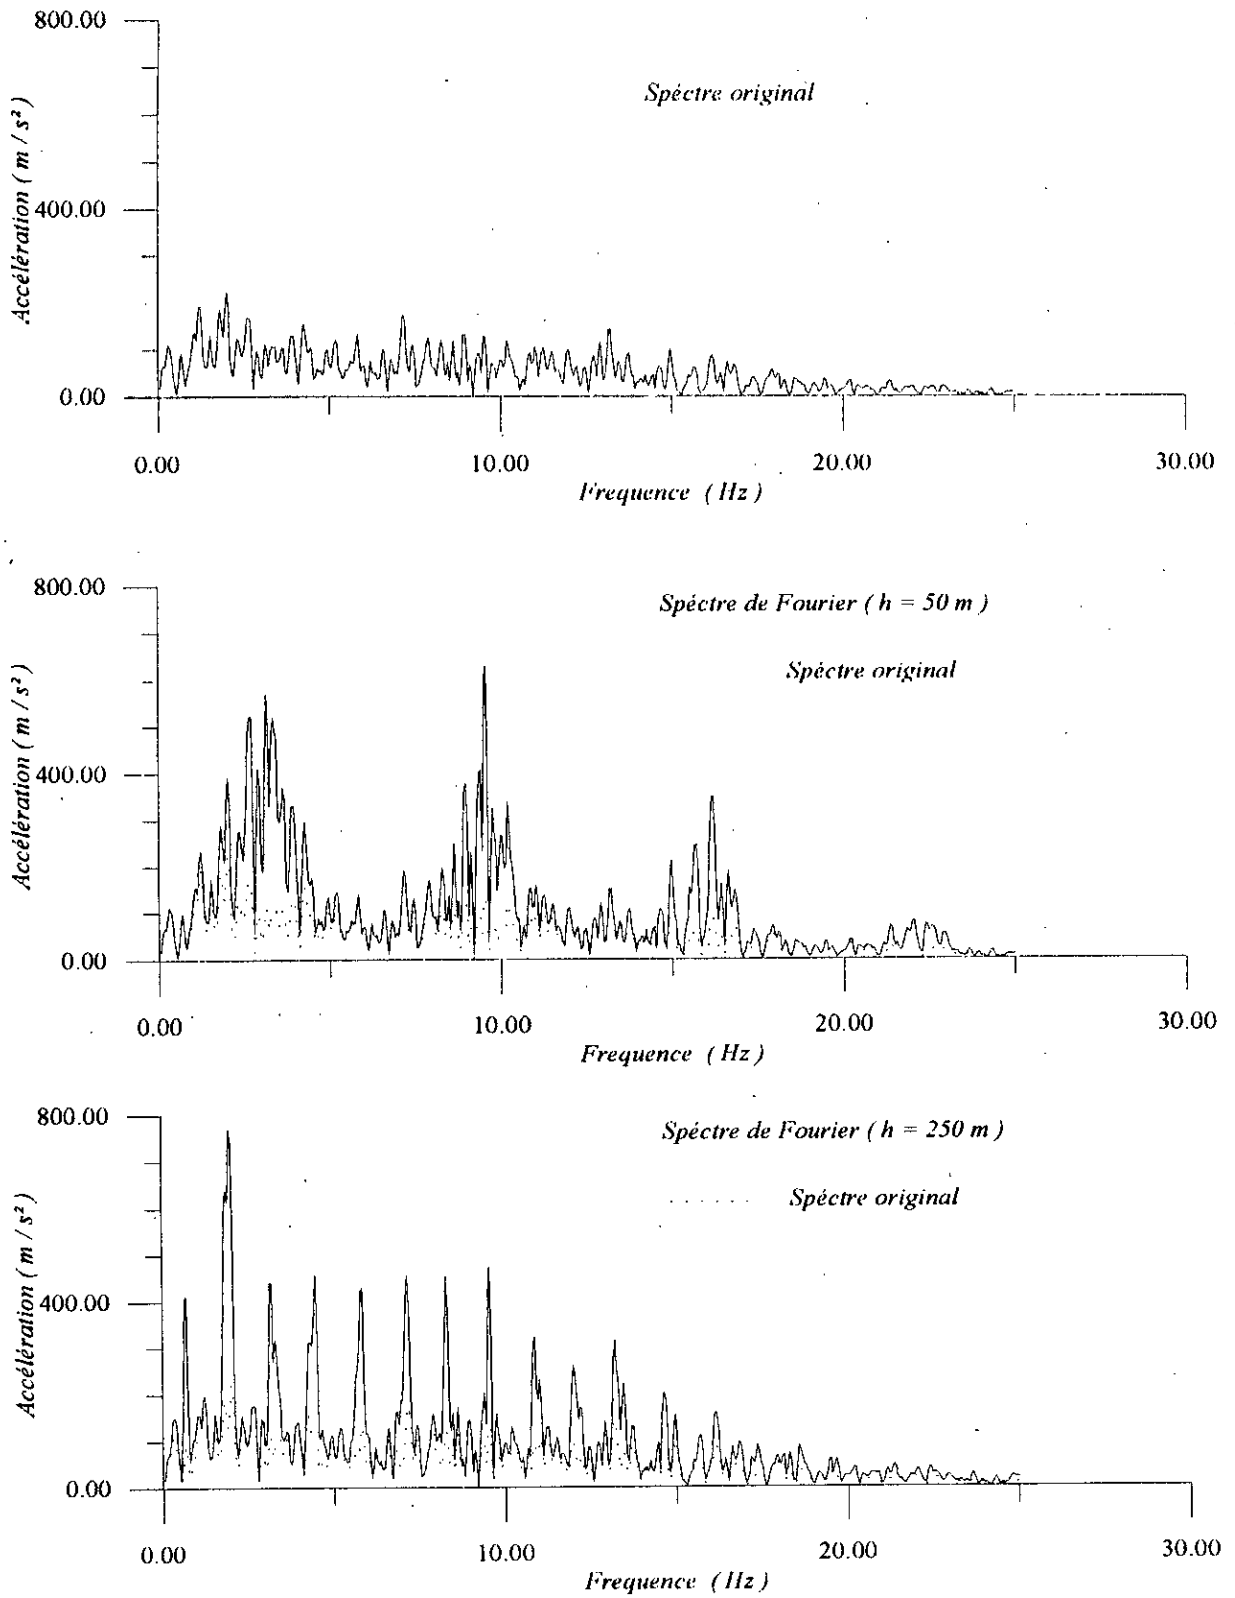 800.00
Spéctre original
Accélération ( m / s² )
400.00
0.00
0.00 10.00 20.00 30.00
Frequence ( Hz )
800.00
Spéctre de Fourier ( h = 50 m )
Spéctre original
Accélération ( m / s² )
400.00
0.00
0.00 10.00 20.00 30.00
Frequence ( Hz )
800.00
Spéctre de Fourier ( h = 250 m )
Spéctre original
Accélération ( m / s² )
400.00
0.00
0.00 10.00 20.00 30.00
Frequence ( Hz )